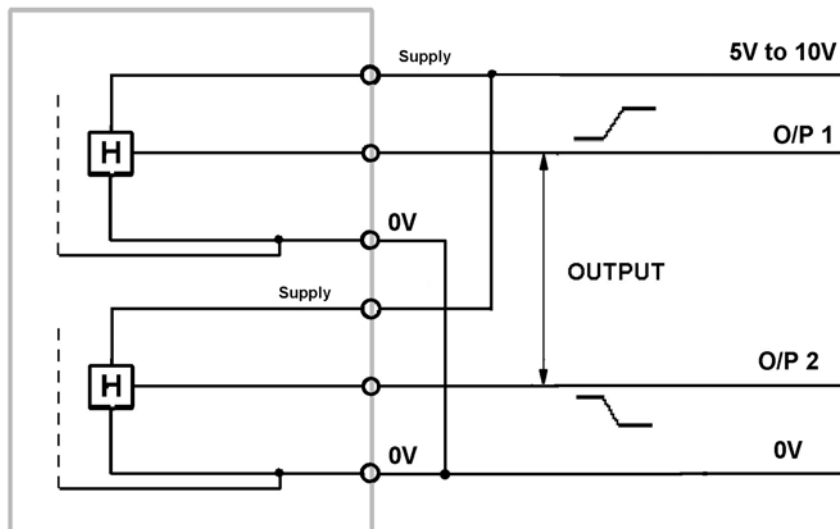 5V to 10V
Supply
O/P 1
H
0V
OUTPUT
Supply
O/P 2
H
0V
0V